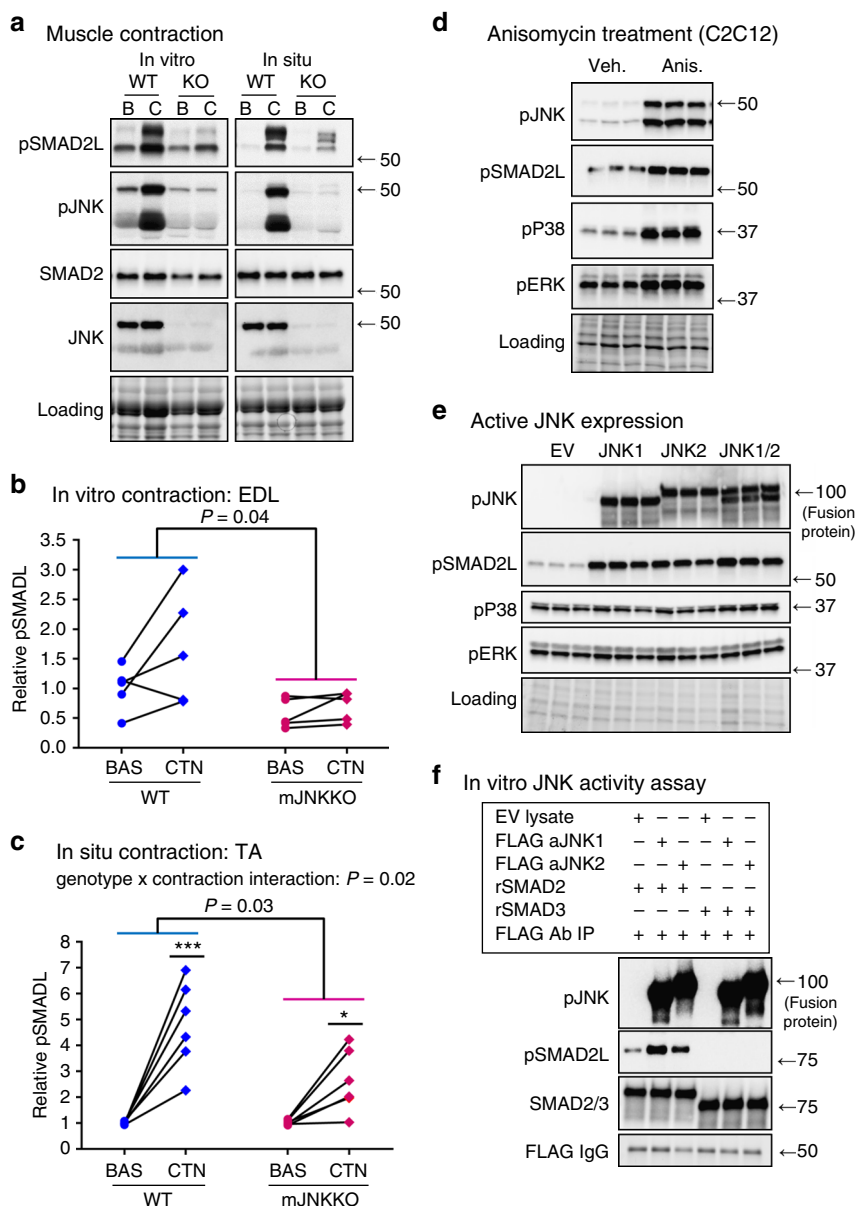 a Muscle contraction
In vitro In situ
WT KO WT KO
B C B C B C B C
pSMAD2L
← 50
pJNK
← 50
SMAD2
← 50
JNK
← 50
Loading
b In vitro contraction: EDL
P = 0.04
Relative pSMADL
3.5
3.0
2.5
2.0
1.5
1.0
0.5
0.0
BAS CTN BAS CTN
WT mJNKKO
c In situ contraction: TA
genotype x contraction interaction: P = 0.02
P = 0.03
Relative pSMADL
8
7
6
5
4
3
2
1
0
***
*
BAS CTN BAS CTN
WT mJNKKO
d Anisomycin treatment (C2C12)
Veh. Anis.
pJNK
← 50
pSMAD2L
← 50
pP38
← 37
pERK
← 37
Loading
e Active JNK expression
EV JNK1 JNK2 JNK1/2
pJNK
← 100
(Fusion
protein)
pSMAD2L
← 50
pP38
← 37
pERK
← 37
Loading
f In vitro JNK activity assay
EV lysate + − − + − −
FLAG aJNK1 − + − − + −
FLAG aJNK2 − − + − − +
rSMAD2 + + + − − −
rSMAD3 − − − + + +
FLAG Ab IP + + + + + +
pJNK
← 100
(Fusion
protein)
pSMAD2L
← 75
SMAD2/3
← 75
FLAG IgG
← 50